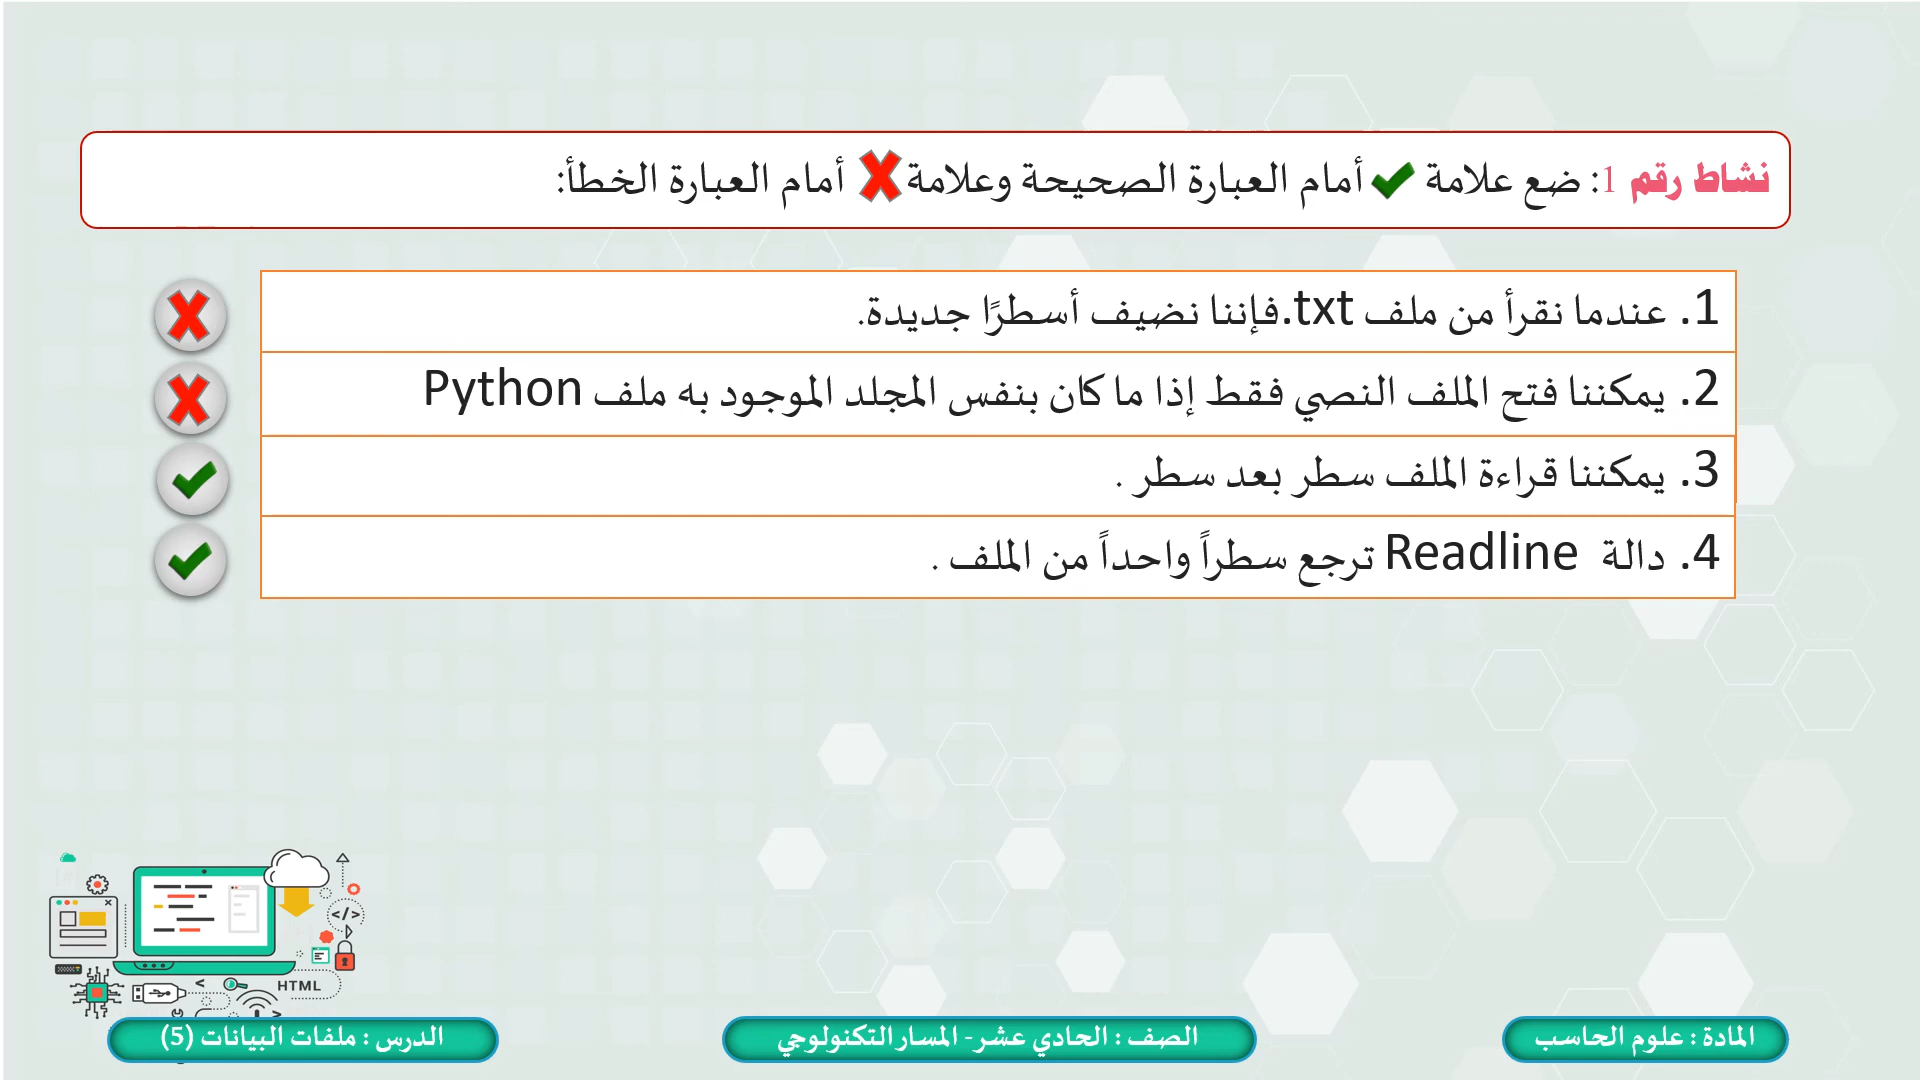 نشاط رقم 1: ضع علامة ✔ أمام العبارة الصحيحة وعلامة ✘ أمام العبارة الخطأ:
1. عندما نقرأ من ملف txt.فإننا نضيف أسطرًا جديدة.
2. يمكننا فتح الملف النصي فقط إذا ما كان بنفس المجلد الموجود به ملف Python
3. يمكننا قراءة الملف سطر بعد سطر .
4. دالة Readline ترجع سطراً واحداً من الملف .
</>
HTML
المادة : علوم الحاسب
الصف : الحادي عشر- المسار التكنولوجي
الدرس : ملفات البيانات (5)